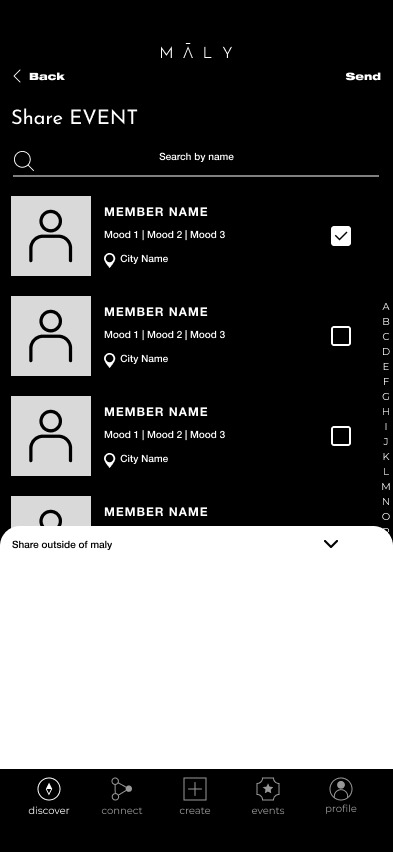 MĀLY
Back
Send
Share EVENT
Search by name
MEMBER NAME
Mood 1 | Mood 2 | Mood 3
City Name
MEMBER NAME
Mood 1 | Mood 2 | Mood 3
City Name
MEMBER NAME
Mood 1 | Mood 2 | Mood 3
City Name
MEMBER NAME
A
B
C
D
E
F
G
H
I
J
K
L
M
N
O
Share outside of maly
discover
connect
create
events
profile